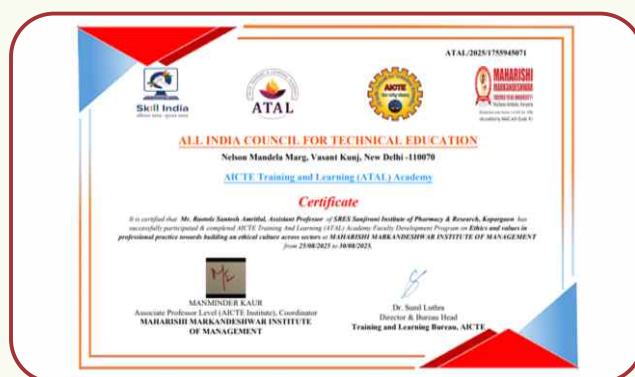 ATAL/2025/1755945071
Skill India
ATAL
AICTE
MAHARISHI
MARKANDESHWAR
ALL INDIA COUNCIL FOR TECHNICAL EDUCATION
Nelson Mandela Marg, Vasant Kunj, New Delhi -110070
AICTE Training and Learning (ATAL) Academy
Certificate
It is certified that Mr. Raotole Santosh Amritlal, Assistant Professor of SRES Sanjivani Institute of Pharmacy & Research, Kopargaon has
successfully participated & completed AICTE Training And Learning (ATAL) Academy Faculty Development Program on Ethics and values in
professional practice towards building an ethical culture across sectors at MAHARISHI MARKANDESHWAR INSTITUTE OF MANAGEMENT
from 25/08/2025 to 30/08/2025.
MANMINDER KAUR
Associate Professor Level (AICTE Institute), Coordinator
MAHARISHI MARKANDESHWAR INSTITUTE
OF MANAGEMENT
Dr. Sunil Luthra
Director & Bureau Head
Training and Learning Bureau, AICTE